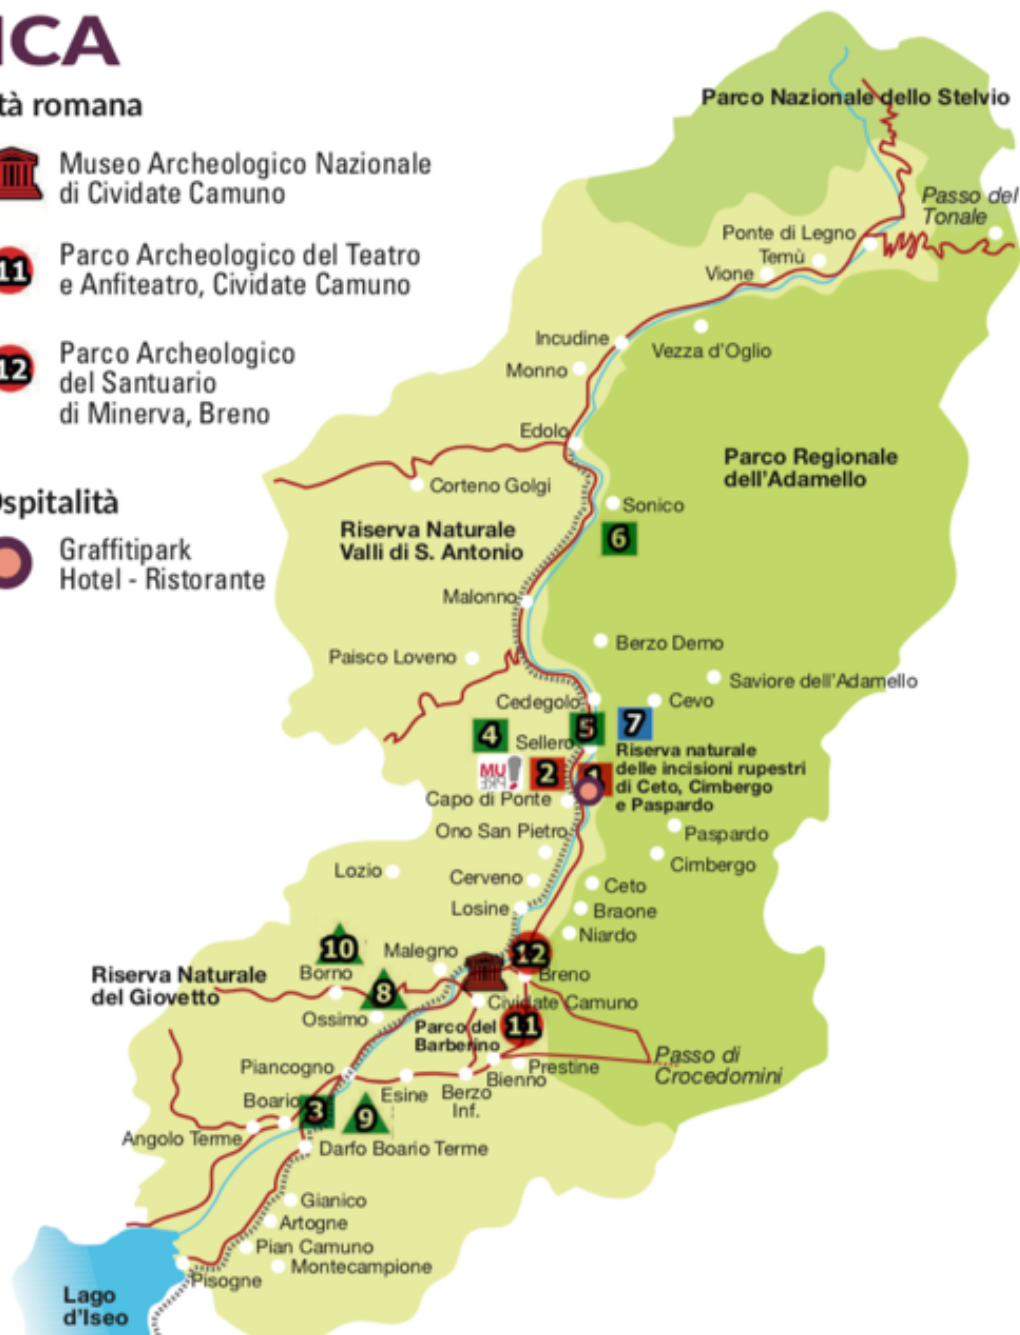 ICA
tà romana
Museo Archeologico Nazionale
di Cividate Camuno
11
Parco Archeologico del Teatro
e Anfiteatro, Cividate Camuno
12
Parco Archeologico
del Santuario
di Minerva, Breno
spitalità
Graffitipark
Hotel - Ristorante
Parco Nazionale dello Stelvio
Passo del
Tonale
Ponte di Legno
Temù
Vione
Incudine
Vezza d'Oglio
Monno
Edolo
Parco Regionale
dell'Adamello
Corteno Golgi
Sonico
Riserva Naturale
Valli di S. Antonio
6
Malonno
Berzo Demo
Paisco Loveno
Saviore dell'Adamello
Cedegolo
Cevo
4
5
7
Sellero
Riserva naturale
delle incisioni rupestri
di Ceto, Cimbergo
e Paspardo
MU
PRE
!
2
1
Capo di Ponte
Ono San Pietro
Paspardo
Cimbergo
Lozio
Cerveno
Ceto
Losine
Braone
Niardo
10
Malegno
12
Borno
Breno
Riserva Naturale
del Giovetto
8
Cividate Camuno
Ossimo
Parco del
Barberino
11
Passo di
Crocedomini
Piancogno
Prestine
Bienno
Esine
Berzo
Inf.
Boario
3
9
Angolo Terme
Darfo Boario Terme
Gianico
Artogne
Pian Camuno
Montecampione
Pisogne
Lago
d'Iseo